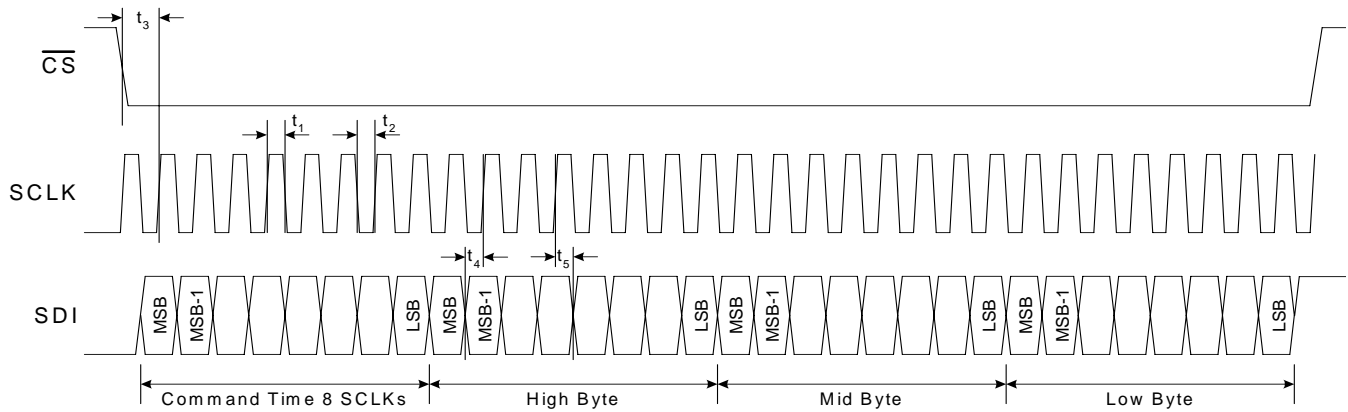 t3
CS
t1
t2
SCLK
t4
t5
SDI
MSB
MSB-1
LSB
MSB
MSB-1
LSB
MSB
MSB-1
LSB
MSB
MSB-1
LSB
Command Time 8 SCLKs
High Byte
Mid Byte
Low Byte